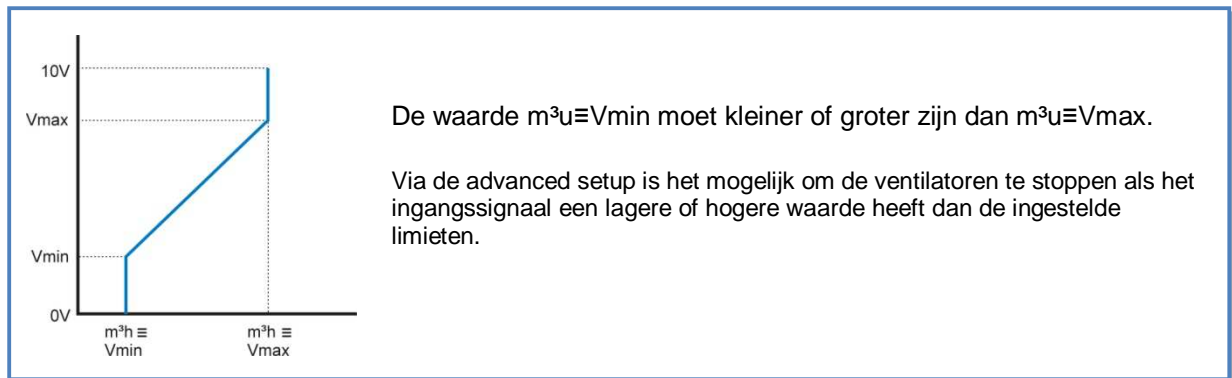 10V
Vmax
Vmin
0V
m³h ≡
Vmin
m³h ≡
Vmax
De waarde m³u≡Vmin moet kleiner of groter zijn dan m³u≡Vmax.
Via de advanced setup is het mogelijk om de ventilatoren te stoppen als het
ingangssignaal een lagere of hogere waarde heeft dan de ingestelde
limieten.